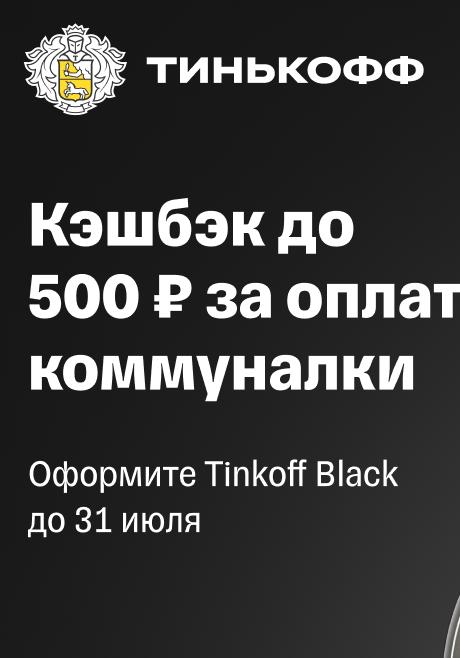 ТИНЬКОФФ
Кэшбэк до
500 ₽ за оплат
коммуналки
Оформите Tinkoff Black
до 31 июля